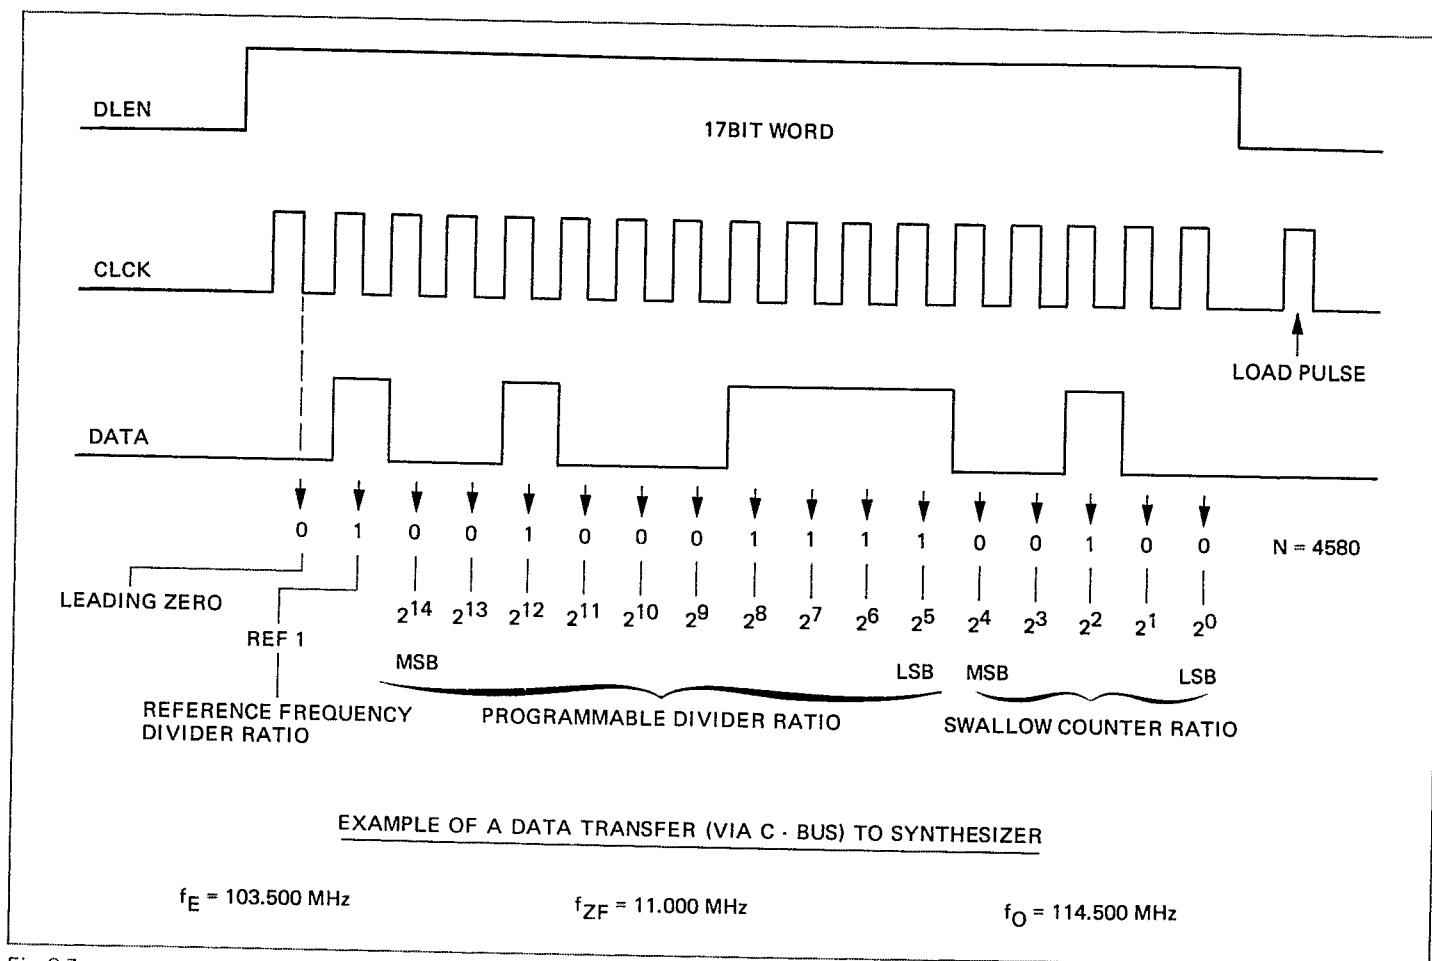 DLEN
17BIT WORD
CLCK
LOAD PULSE
DATA
0 1 0 0 1 0 0 0 1 1 1 1 0 0 1 0 0 N = 4580
LEADING ZERO
2^14 2^13 2^12 2^11 2^10 2^9 2^8 2^7 2^6 2^5 2^4 2^3 2^2 2^1 2^0
REF 1
MSB LSB MSB LSB
REFERENCE FREQUENCY
DIVIDER RATIO
PROGRAMMABLE DIVIDER RATIO
SWALLOW COUNTER RATIO
EXAMPLE OF A DATA TRANSFER (VIA C - BUS) TO SYNTHESIZER
fE = 103.500 MHz fZF = 11.000 MHz fO = 114.500 MHz